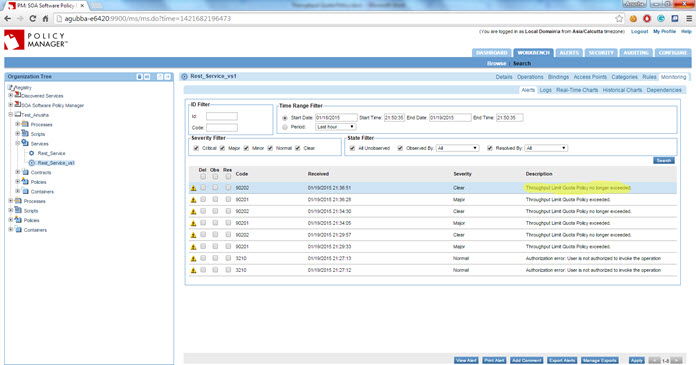 PM: SOA Software Policy
agubba-e6420:9900/ms/ms.do?time=1421682196473
POLICY
MANAGER
(You are logged in as Local Domain\a from Asia/Calcutta timezone) Logout My Profile Help
DASHBOARD WORKBENCH ALERTS SECURITY AUDITING CONFIGURE
Browse | Search
Organization Tree
Registry
Discovered Services
SOA Software Policy Manager
Test_Anusha
Processes
Scripts
Services
Rest_Service
Rest_Service_vs1
Contracts
Policies
Containers
Processes
Scripts
Policies
Containers
Rest_Service_vs1
Details Operations Bindings Access Points Categories Rules Monitoring
Alerts Logs Real-Time Charts Historical Charts Dependencies
ID Filter
Id:
Code:
Time Range Filter
Start Date: 01/18/2015 Start Time: 21:50:35 End Date: 01/19/2015 End Time: 21:50:35
Period: Last hour
Severity Filter
Critical Major Minor Normal Clear
State Filter
All Unobserved Observed By: All Resolved By: All
Search
Del Obs Res Code Received Severity Description
90202 01/19/2015 21:36:51 Clear Throughput Limit Quota Policy no longer exceeded.
90201 01/19/2015 21:36:28 Major Throughput Limit Quota Policy exceeded.
90202 01/19/2015 21:34:30 Clear Throughput Limit Quota Policy no longer exceeded.
90201 01/19/2015 21:34:05 Major Throughput Limit Quota Policy exceeded.
90202 01/19/2015 21:29:57 Clear Throughput Limit Quota Policy no longer exceeded.
90201 01/19/2015 21:29:33 Major Throughput Limit Quota Policy exceeded.
3210 01/19/2015 21:27:13 Normal Authorization error. User is not authorized to invoke the operation
3210 01/19/2015 21:27:12 Normal Authorization error. User is not authorized to invoke the operation
View Alert Print Alert Add Comment Export Alerts Manage Exports Apply 1-8